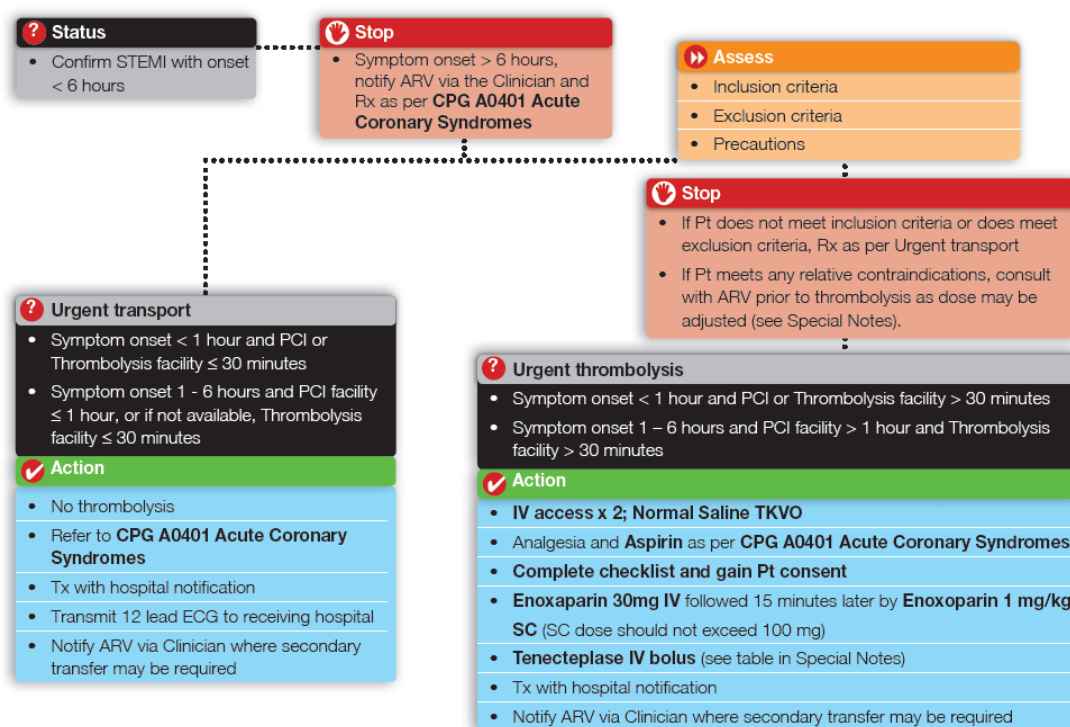 Status
• Confirm STEMI with onset
< 6 hours
Stop
• Symptom onset > 6 hours,
notify ARV via the Clinician and
Rx as per CPG A0401 Acute
Coronary Syndromes
Assess
• Inclusion criteria
• Exclusion criteria
• Precautions
Stop
• If Pt does not meet inclusion criteria or does meet
exclusion criteria, Rx as per Urgent transport
• If Pt meets any relative contraindications, consult
with ARV prior to thrombolysis as dose may be
adjusted (see Special Notes).
Urgent transport
• Symptom onset < 1 hour and PCI or
Thrombolysis facility ≤ 30 minutes
• Symptom onset 1 - 6 hours and PCI facility
≤ 1 hour, or if not available, Thrombolysis
facility ≤ 30 minutes
Action
• No thrombolysis
• Refer to CPG A0401 Acute Coronary
Syndromes
• Tx with hospital notification
• Transmit 12 lead ECG to receiving hospital
• Notify ARV via Clinician where secondary
transfer may be required
Urgent thrombolysis
• Symptom onset < 1 hour and PCI or Thrombolysis facility > 30 minutes
• Symptom onset 1 – 6 hours and PCI facility > 1 hour and Thrombolysis
facility > 30 minutes
Action
• IV access x 2; Normal Saline TKVO
• Analgesia and Aspirin as per CPG A0401 Acute Coronary Syndromes
• Complete checklist and gain Pt consent
• Enoxaparin 30mg IV followed 15 minutes later by Enoxoparin 1 mg/kg
SC (SC dose should not exceed 100 mg)
• Tenecteplase IV bolus (see table in Special Notes)
• Tx with hospital notification
• Notify ARV via Clinician where secondary transfer may be required